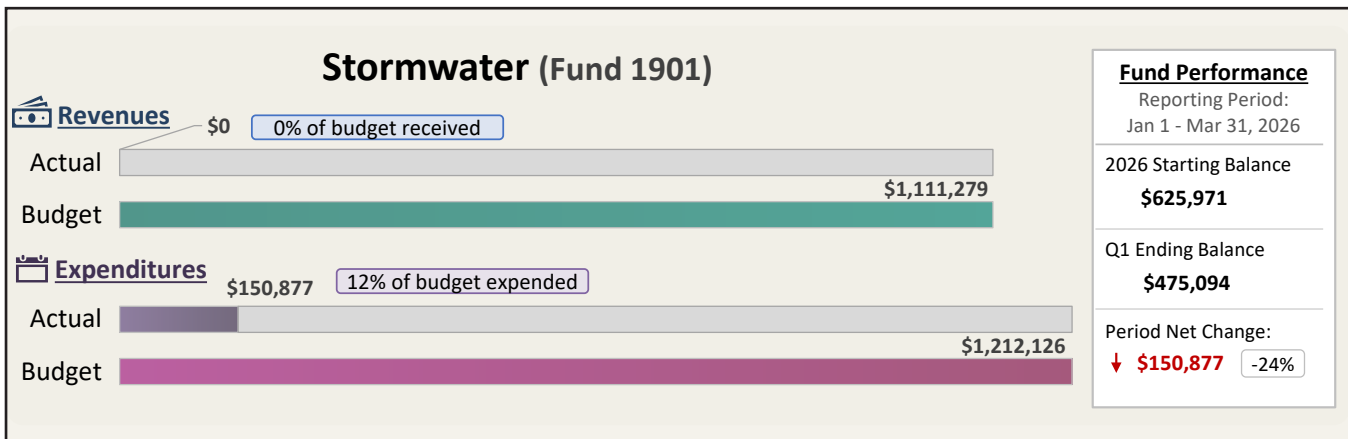 Stormwater (Fund 1901)
Revenues
$0
0% of budget received
Actual
$1,111,279
Budget
Expenditures
$150,877
12% of budget expended
Actual
$1,212,126
Budget
Fund Performance
Reporting Period:
Jan 1 - Mar 31, 2026
2026 Starting Balance
$625,971
Q1 Ending Balance
$475,094
Period Net Change:
$150,877 -24%